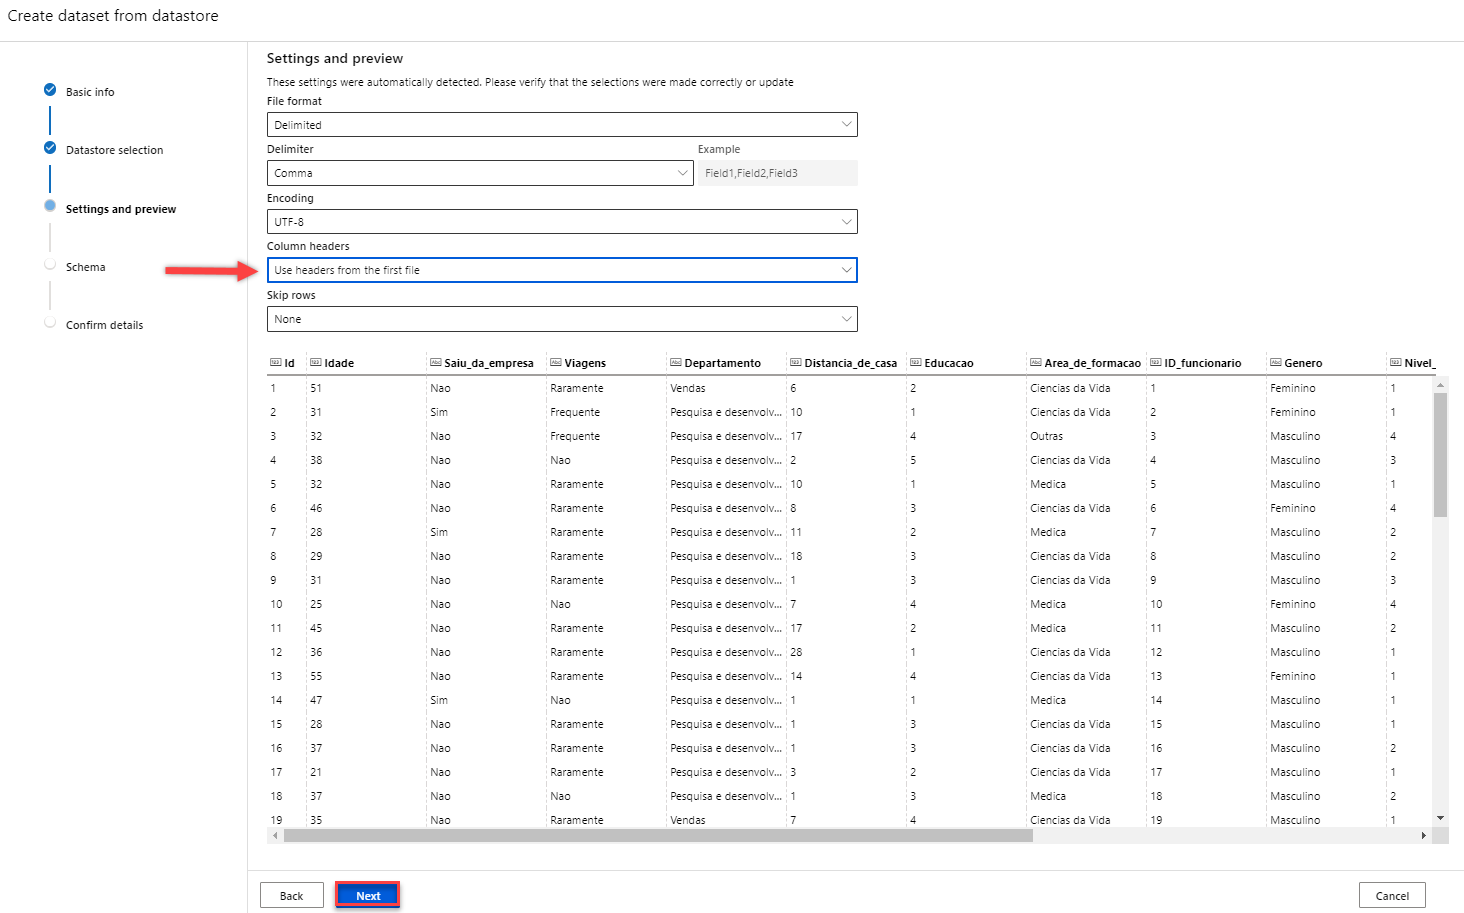 Create dataset from datastore
Basic info
Datastore selection
Settings and preview
Schema
Confirm details
Settings and preview
These settings were automatically detected. Please verify that the selections were made correctly or update
File format
Delimited
Delimiter Example
Comma Field1,Field2,Field3
Encoding
UTF-8
Column headers
Use headers from the first file
Skip rows
None
Id Idade Saiu_da_empresa Viagens Departamento Distancia_de_casa Educacao Area_de_formacao ID_funcionario Genero Nivel_
1 51 Nao Raramente Vendas 6 2 Ciencias da Vida 1 Feminino 1
2 31 Sim Frequente Pesquisa e desenvolv... 10 1 Ciencias da Vida 2 Feminino 1
3 32 Nao Frequente Pesquisa e desenvolv... 17 4 Outras 3 Masculino 4
4 38 Nao Nao Pesquisa e desenvolv... 2 5 Ciencias da Vida 4 Masculino 3
5 32 Nao Raramente Pesquisa e desenvolv... 10 1 Medica 5 Masculino 1
6 46 Nao Raramente Pesquisa e desenvolv... 8 3 Ciencias da Vida 6 Feminino 4
7 28 Sim Raramente Pesquisa e desenvolv... 11 2 Medica 7 Masculino 2
8 29 Nao Raramente Pesquisa e desenvolv... 18 3 Ciencias da Vida 8 Masculino 2
9 31 Nao Raramente Pesquisa e desenvolv... 1 3 Ciencias da Vida 9 Masculino 3
10 25 Nao Nao Pesquisa e desenvolv... 7 4 Medica 10 Feminino 4
11 45 Nao Raramente Pesquisa e desenvolv... 17 2 Medica 11 Masculino 2
12 36 Nao Raramente Pesquisa e desenvolv... 28 1 Ciencias da Vida 12 Masculino 1
13 55 Nao Raramente Pesquisa e desenvolv... 14 4 Ciencias da Vida 13 Feminino 1
14 47 Sim Nao Pesquisa e desenvolv... 1 1 Medica 14 Masculino 1
15 28 Nao Raramente Pesquisa e desenvolv... 1 3 Ciencias da Vida 15 Masculino 1
16 37 Nao Raramente Pesquisa e desenvolv... 1 3 Ciencias da Vida 16 Masculino 2
17 21 Nao Raramente Pesquisa e desenvolv... 3 2 Ciencias da Vida 17 Masculino 1
18 37 Nao Nao Pesquisa e desenvolv... 1 3 Medica 18 Masculino 2
19 35 Nao Raramente Vendas 7 4 Ciencias da Vida 19 Masculino 1
Back Next Cancel